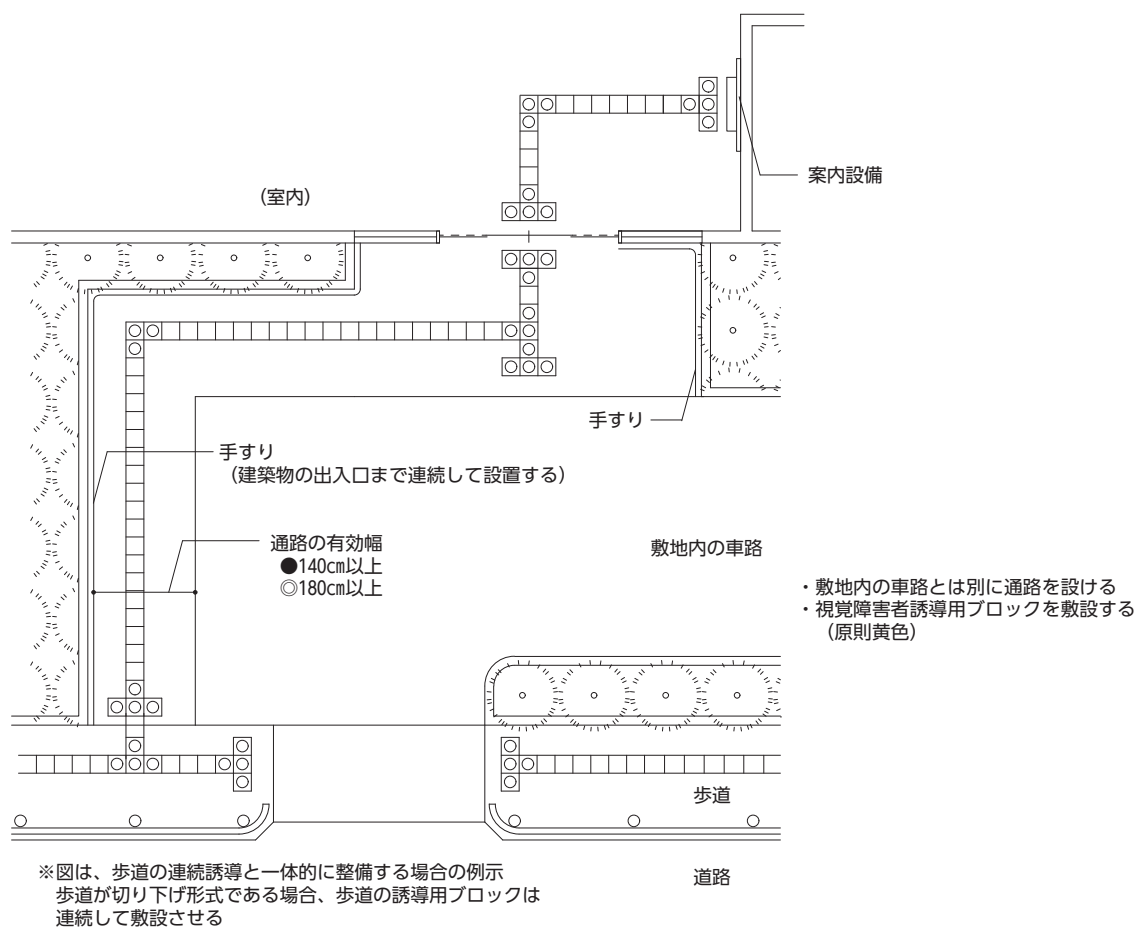 案内設備
(室内)
手すり
手すり
(建築物の出入口まで連続して設置する)
通路の有効幅
●140cm以上
◎180cm以上
敷地内の車路
・敷地内の車路とは別に通路を設ける
・視覚障害者誘導用ブロックを敷設する
(原則黄色)
歩道
道路
※図は、歩道の連続誘導と一体的に整備する場合の例示
歩道が切り下げ形式である場合、歩道の誘導用ブロックは
連続して敷設させる